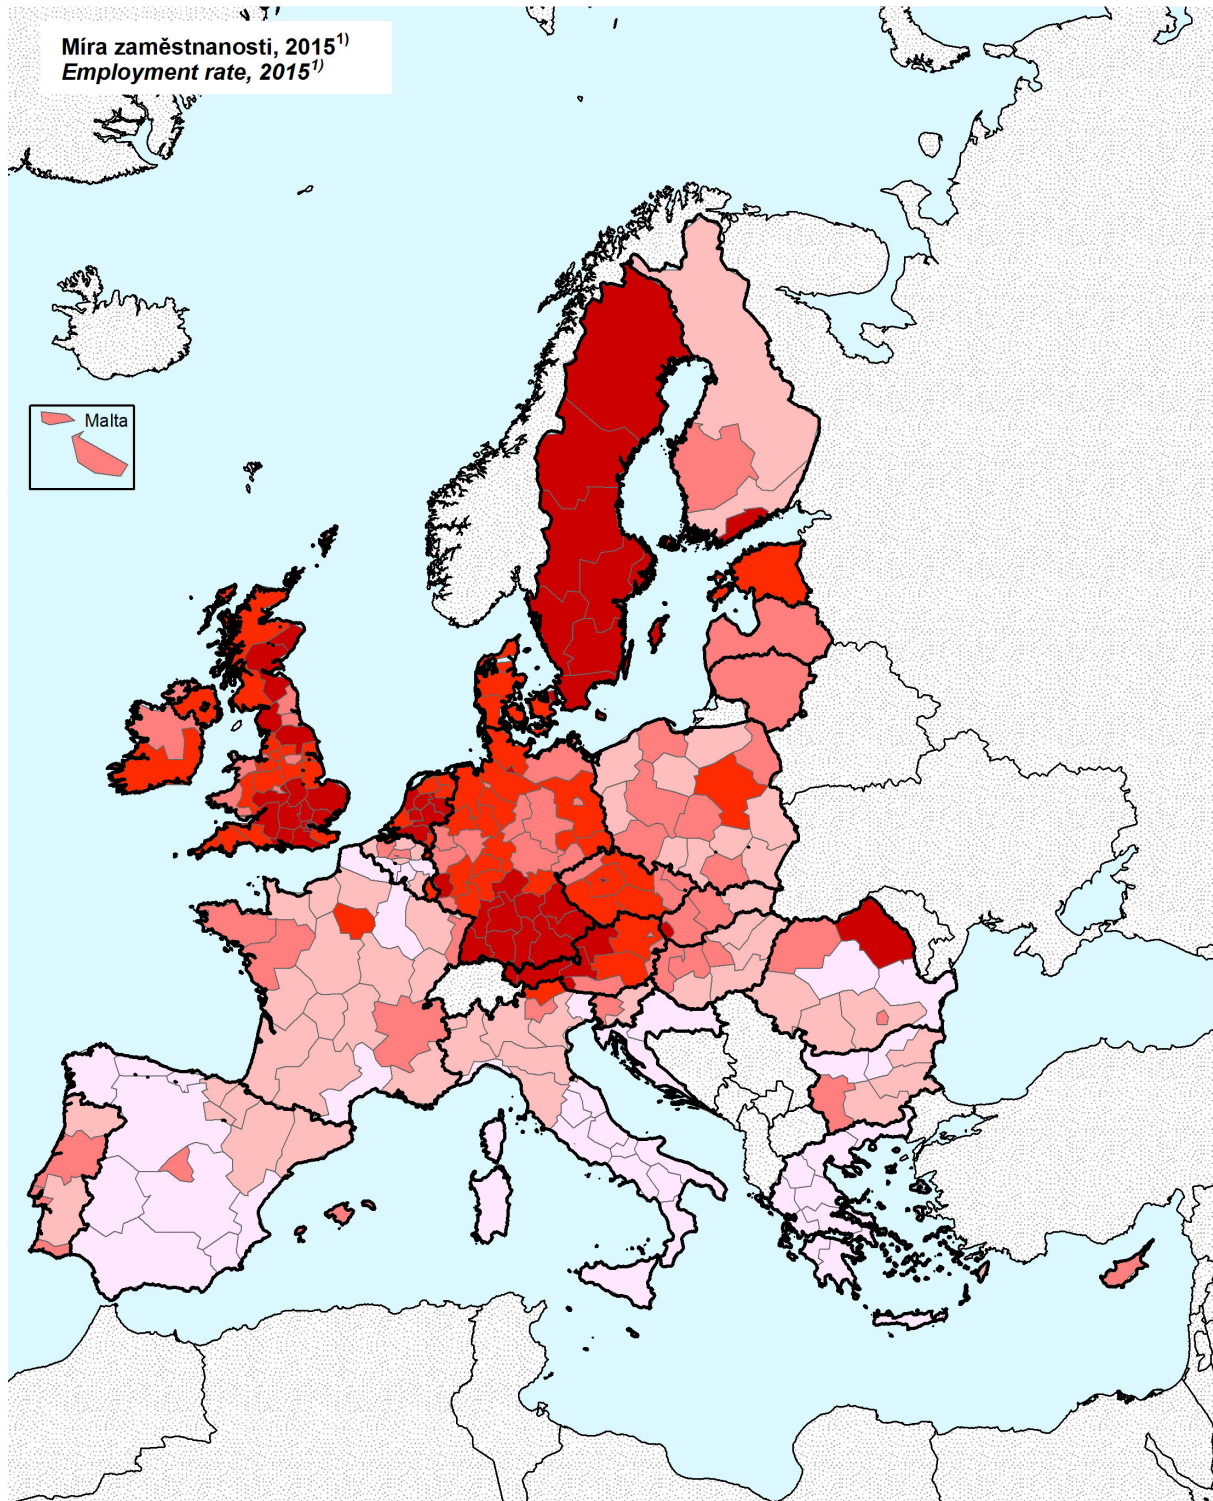 Míra zaměstnanosti, 2015¹⁾
Employment rate, 2015¹⁾
Malta